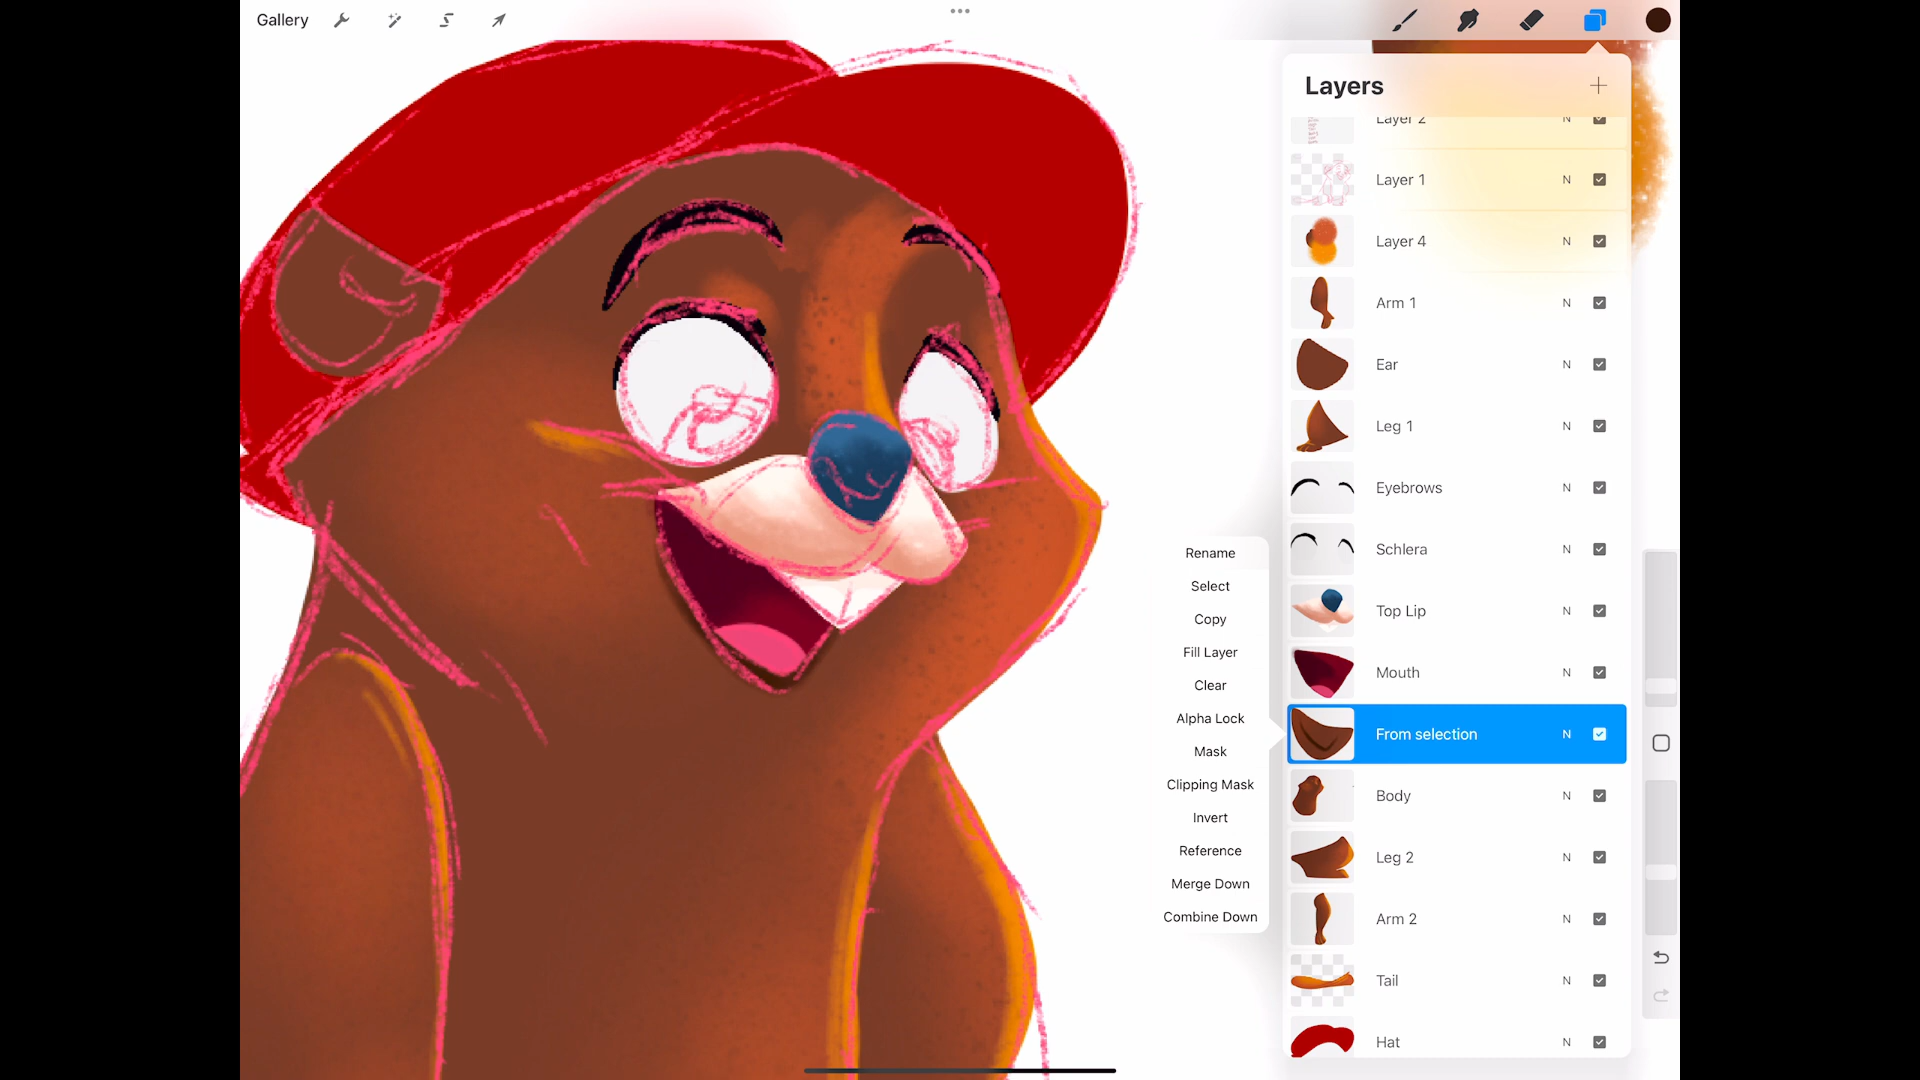 Gallery
Layers
Layer 2 N
Layer 1 N
Layer 4 N
Arm 1 N
Ear N
Leg 1 N
Eyebrows N
Schlera N
Top Lip N
Mouth N
From selection N
Body N
Leg 2 N
Arm 2 N
Tail N
Hat N
Rename
Select
Copy
Fill Layer
Clear
Alpha Lock
Mask
Clipping Mask
Invert
Reference
Merge Down
Combine Down